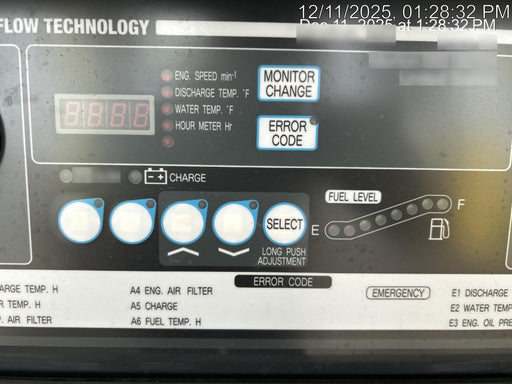 12/11/2025, 01:28:32 PM
Dec 11, 2025 at 1:28:32 PM
FLOW TECHNOLOGY
ENG. SPEED min⁻¹
DISCHARGE TEMP. °F
WATER TEMP. °F
HOUR METER Hr
MONITOR
CHANGE
ERROR
CODE
CHARGE
FUEL LEVEL
SELECT
E
F
LONG PUSH
ADJUSTMENT
ERROR CODE
ARGE TEMP. H
A4 ENG. AIR FILTER
EMERGENCY
E1 DISCHARGE
R TEMP. H
A5 CHARGE
E2 WATER TEMP
AIR FILTER
A6 FUEL TEMP. H
E3 ENG. OIL PRE